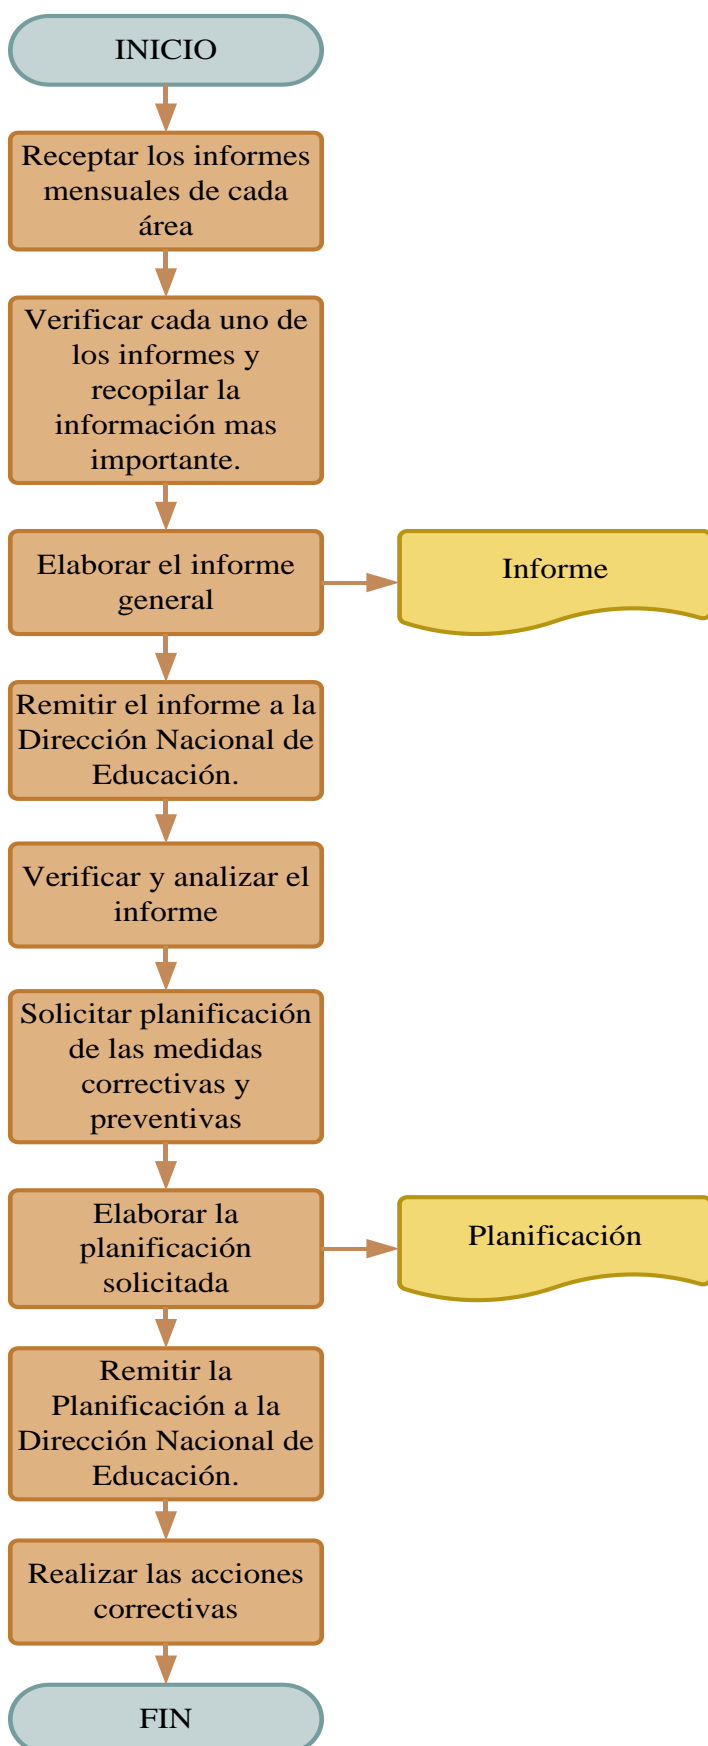 INICIO
Receptar los informes
mensuales de cada
área
Verificar cada uno de
los informes y
recopilar la
información mas
importante.
Elaborar el informe
general
Informe
Remitir el informe a la
Dirección Nacional de
Educación.
Verificar y analizar el
informe
Solicitar planificación
de las medidas
correctivas y
preventivas
Elaborar la
planificación
solicitada
Planificación
Remitir la
Planificación a la
Dirección Nacional de
Educación.
Realizar las acciones
correctivas
FIN